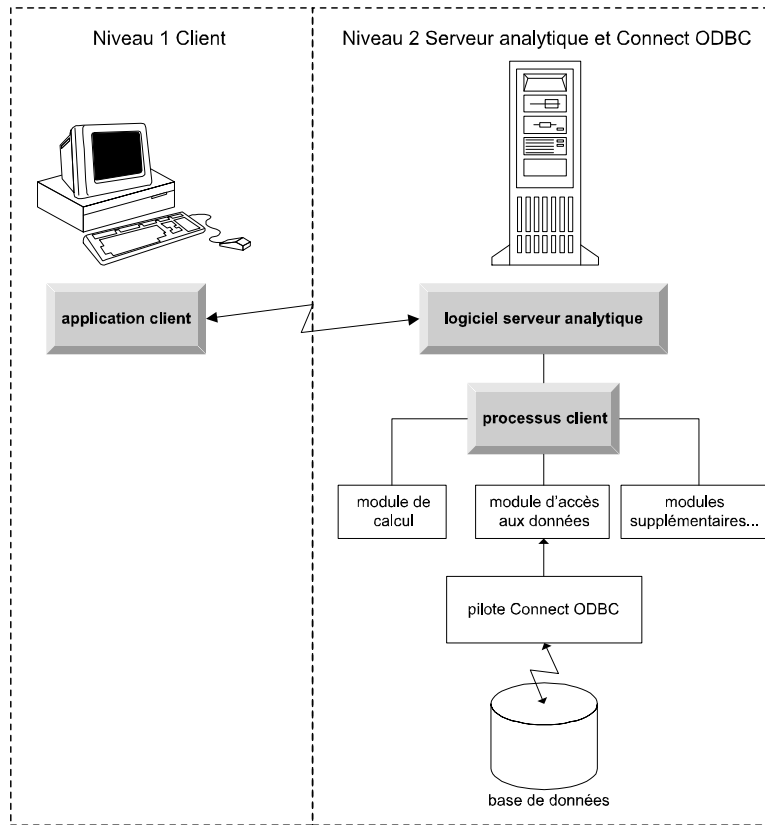 Niveau 1 Client
Niveau 2 Serveur analytique et Connect ODBC
application client
logiciel serveur analytique
processus client
module de
calcul
module d'accès
aux données
modules
supplémentaires...
pilote Connect ODBC
base de données